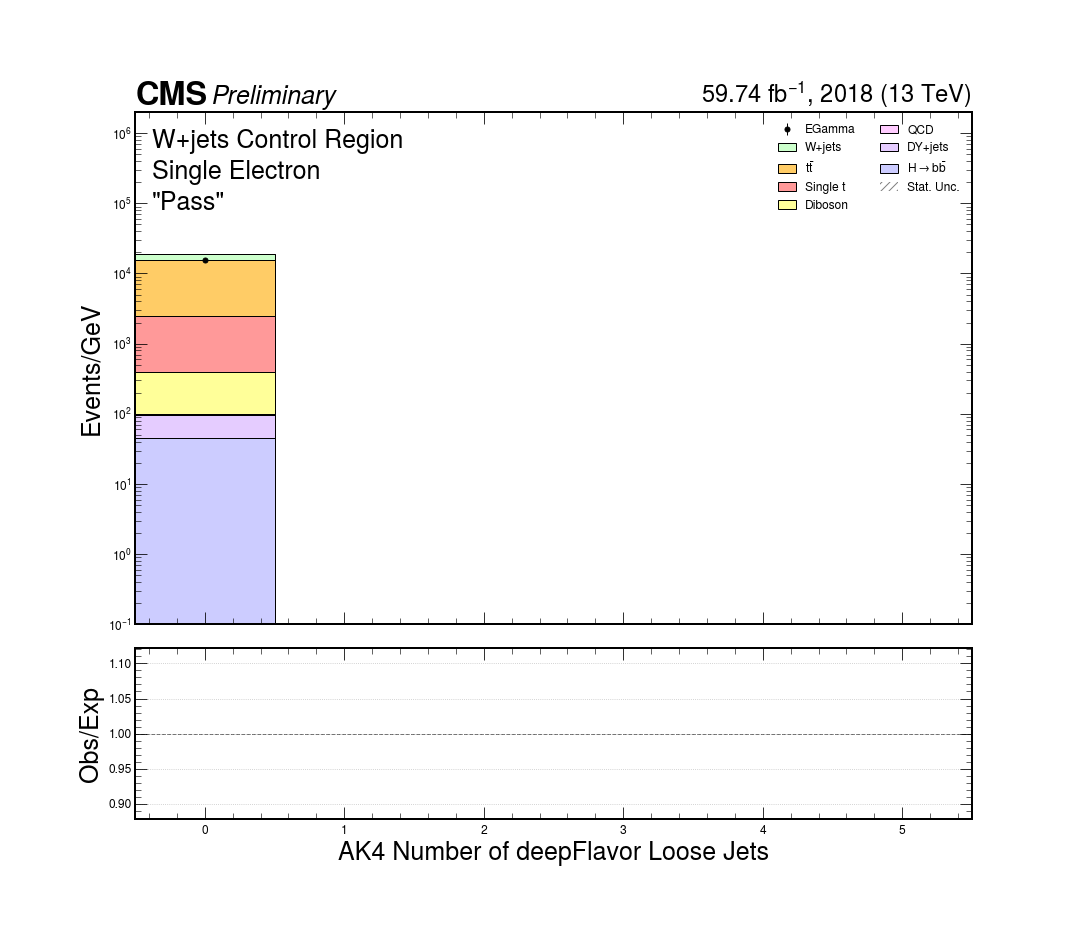 CMS Preliminary
59.74 fb⁻¹, 2018 (13 TeV)
W+jets Control Region
Single Electron
"Pass"
EGamma
W+jets
tt̄
Single t
Diboson
QCD
DY+jets
H→bb̄
Stat. Unc.
Events/GeV
10⁶
10⁵
10⁴
10³
10²
10¹
10⁰
10⁻¹
Obs/Exp
1.10
1.05
1.00
0.95
0.90
0 1 2 3 4 5
AK4 Number of deepFlavor Loose Jets